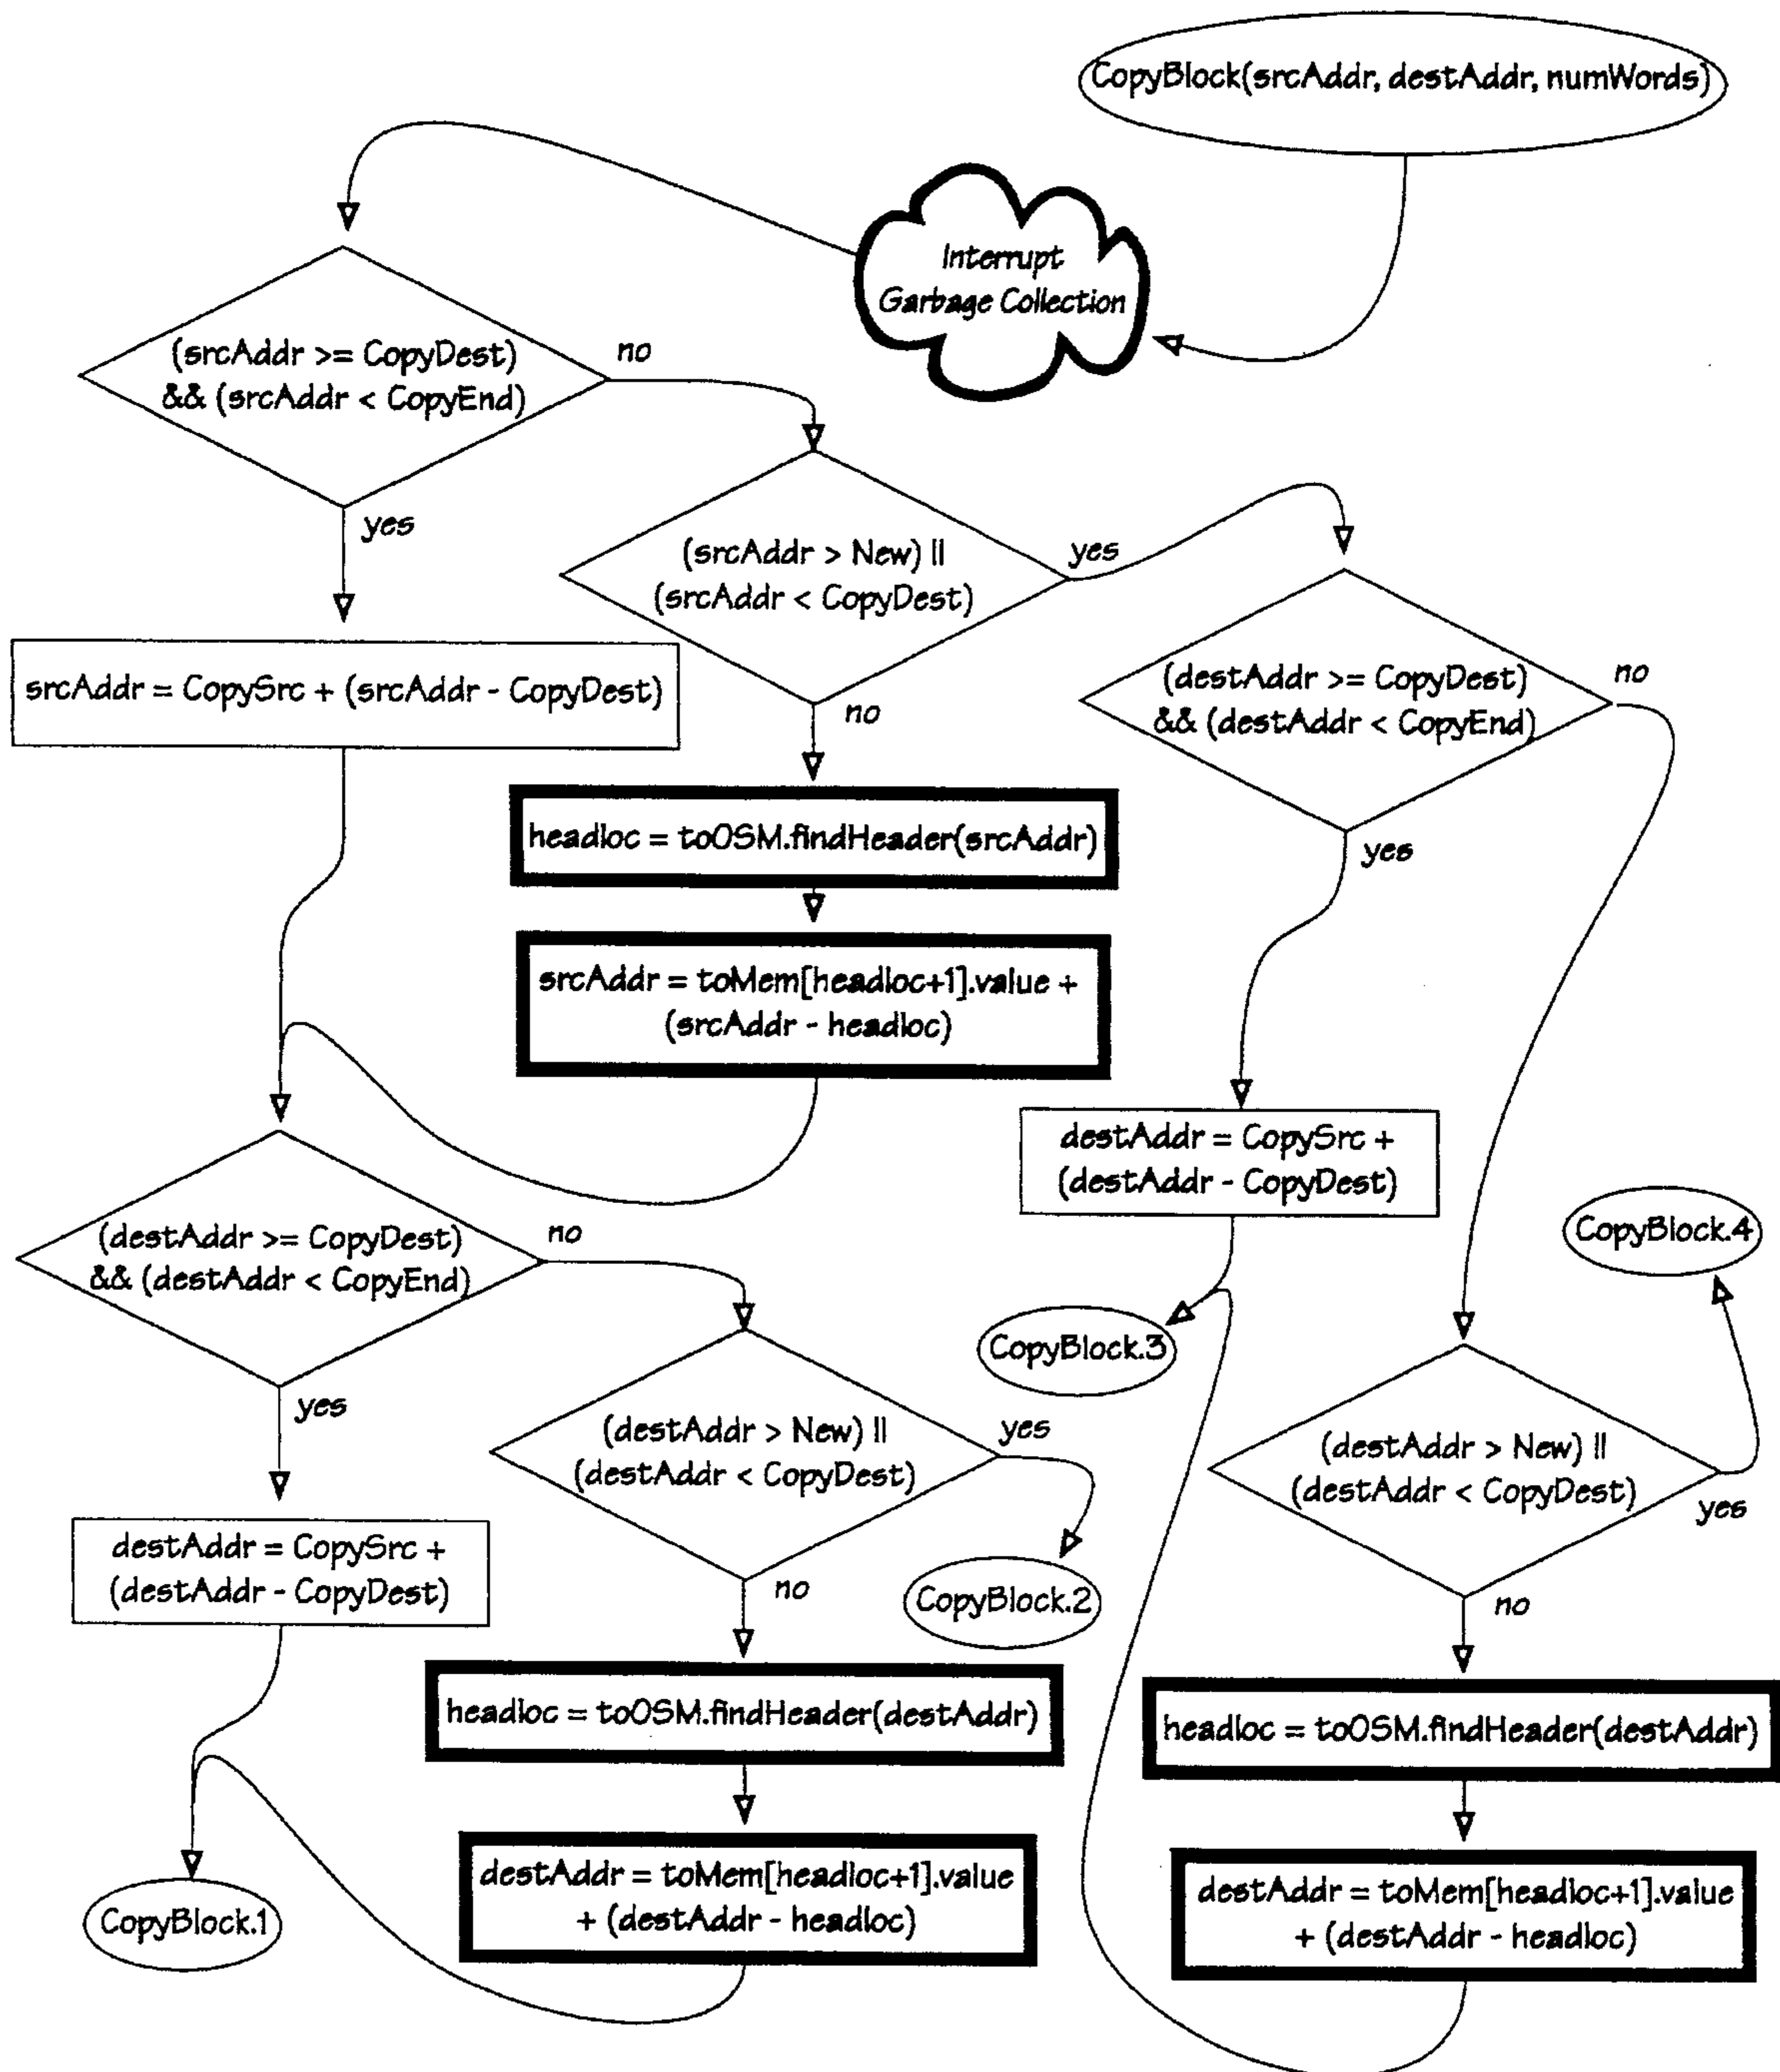 CopyBlock(srcAddr, destAddr, numWords)
Interrupt
Garbage Collection
(srcAddr >= CopyDest)
&& (srcAddr < CopyEnd)
no
yes
(srcAddr > New) ||
(srcAddr < CopyDest)
yes
no
srcAddr = CopySrc + (srcAddr - CopyDest)
(destAddr >= CopyDest)
&& (destAddr < CopyEnd)
no
yes
headloc = toOSM.findHeader(srcAddr)
srcAddr = toMem[headloc+1].value +
(srcAddr - headloc)
destAddr = CopySrc +
(destAddr - CopyDest)
(destAddr >= CopyDest)
&& (destAddr < CopyEnd)
no
yes
CopyBlock.4
CopyBlock.3
(destAddr > New) ||
(destAddr < CopyDest)
yes
no
(destAddr > New) ||
(destAddr < CopyDest)
yes
no
destAddr = CopySrc +
(destAddr - CopyDest)
CopyBlock.2
headloc = toOSM.findHeader(destAddr)
headloc = toOSM.findHeader(destAddr)
destAddr = toMem[headloc+1].value
+ (destAddr - headloc)
destAddr = toMem[headloc+1].value
+ (destAddr - headloc)
CopyBlock.1